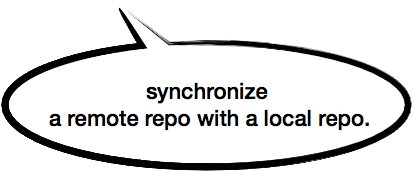 synchronize
a remote repo with a local repo.